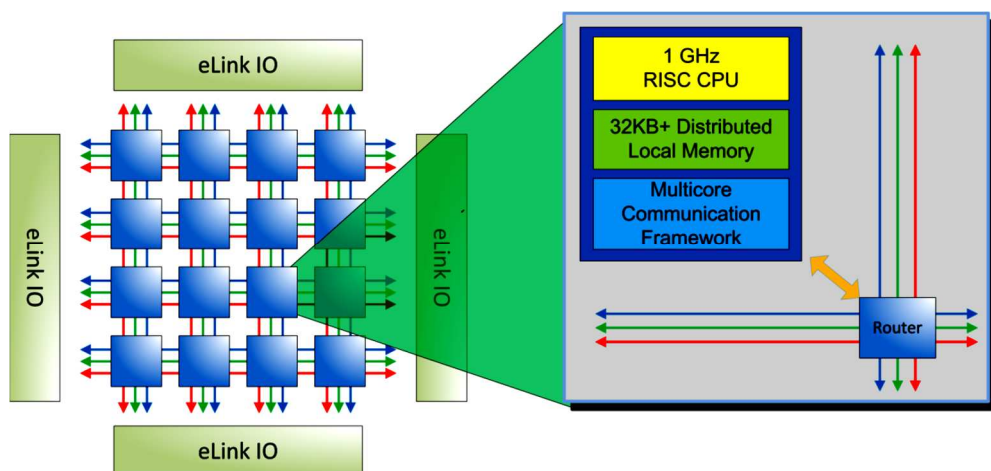 eLink IO
eLink IO
eLink IO
eLink IO
1 GHz
RISC CPU
32KB+ Distributed
Local Memory
Multicore
Communication
Framework
Router